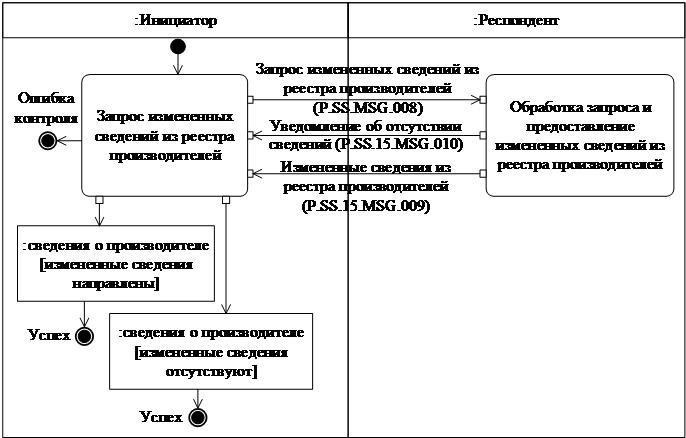 :Инициатор
:Респондент
Ошибка
контроля
Запрос измененных
сведений из реестра
производителей
Запрос измененных сведений из
реестра производителей
(P.SS.MSG.008)
Уведомление об отсутствии
сведений (P.SS.15.MSG.010)
Измененные сведения из
реестра производителей
(P.SS.15.MSG.009)
Обработка запроса и
предоставление
измененных сведений из
реестра производителей
:сведения о производителе
[измененные сведения
направлены]
Успех
:сведения о производителе
[измененные сведения
отсутствуют]
Успех